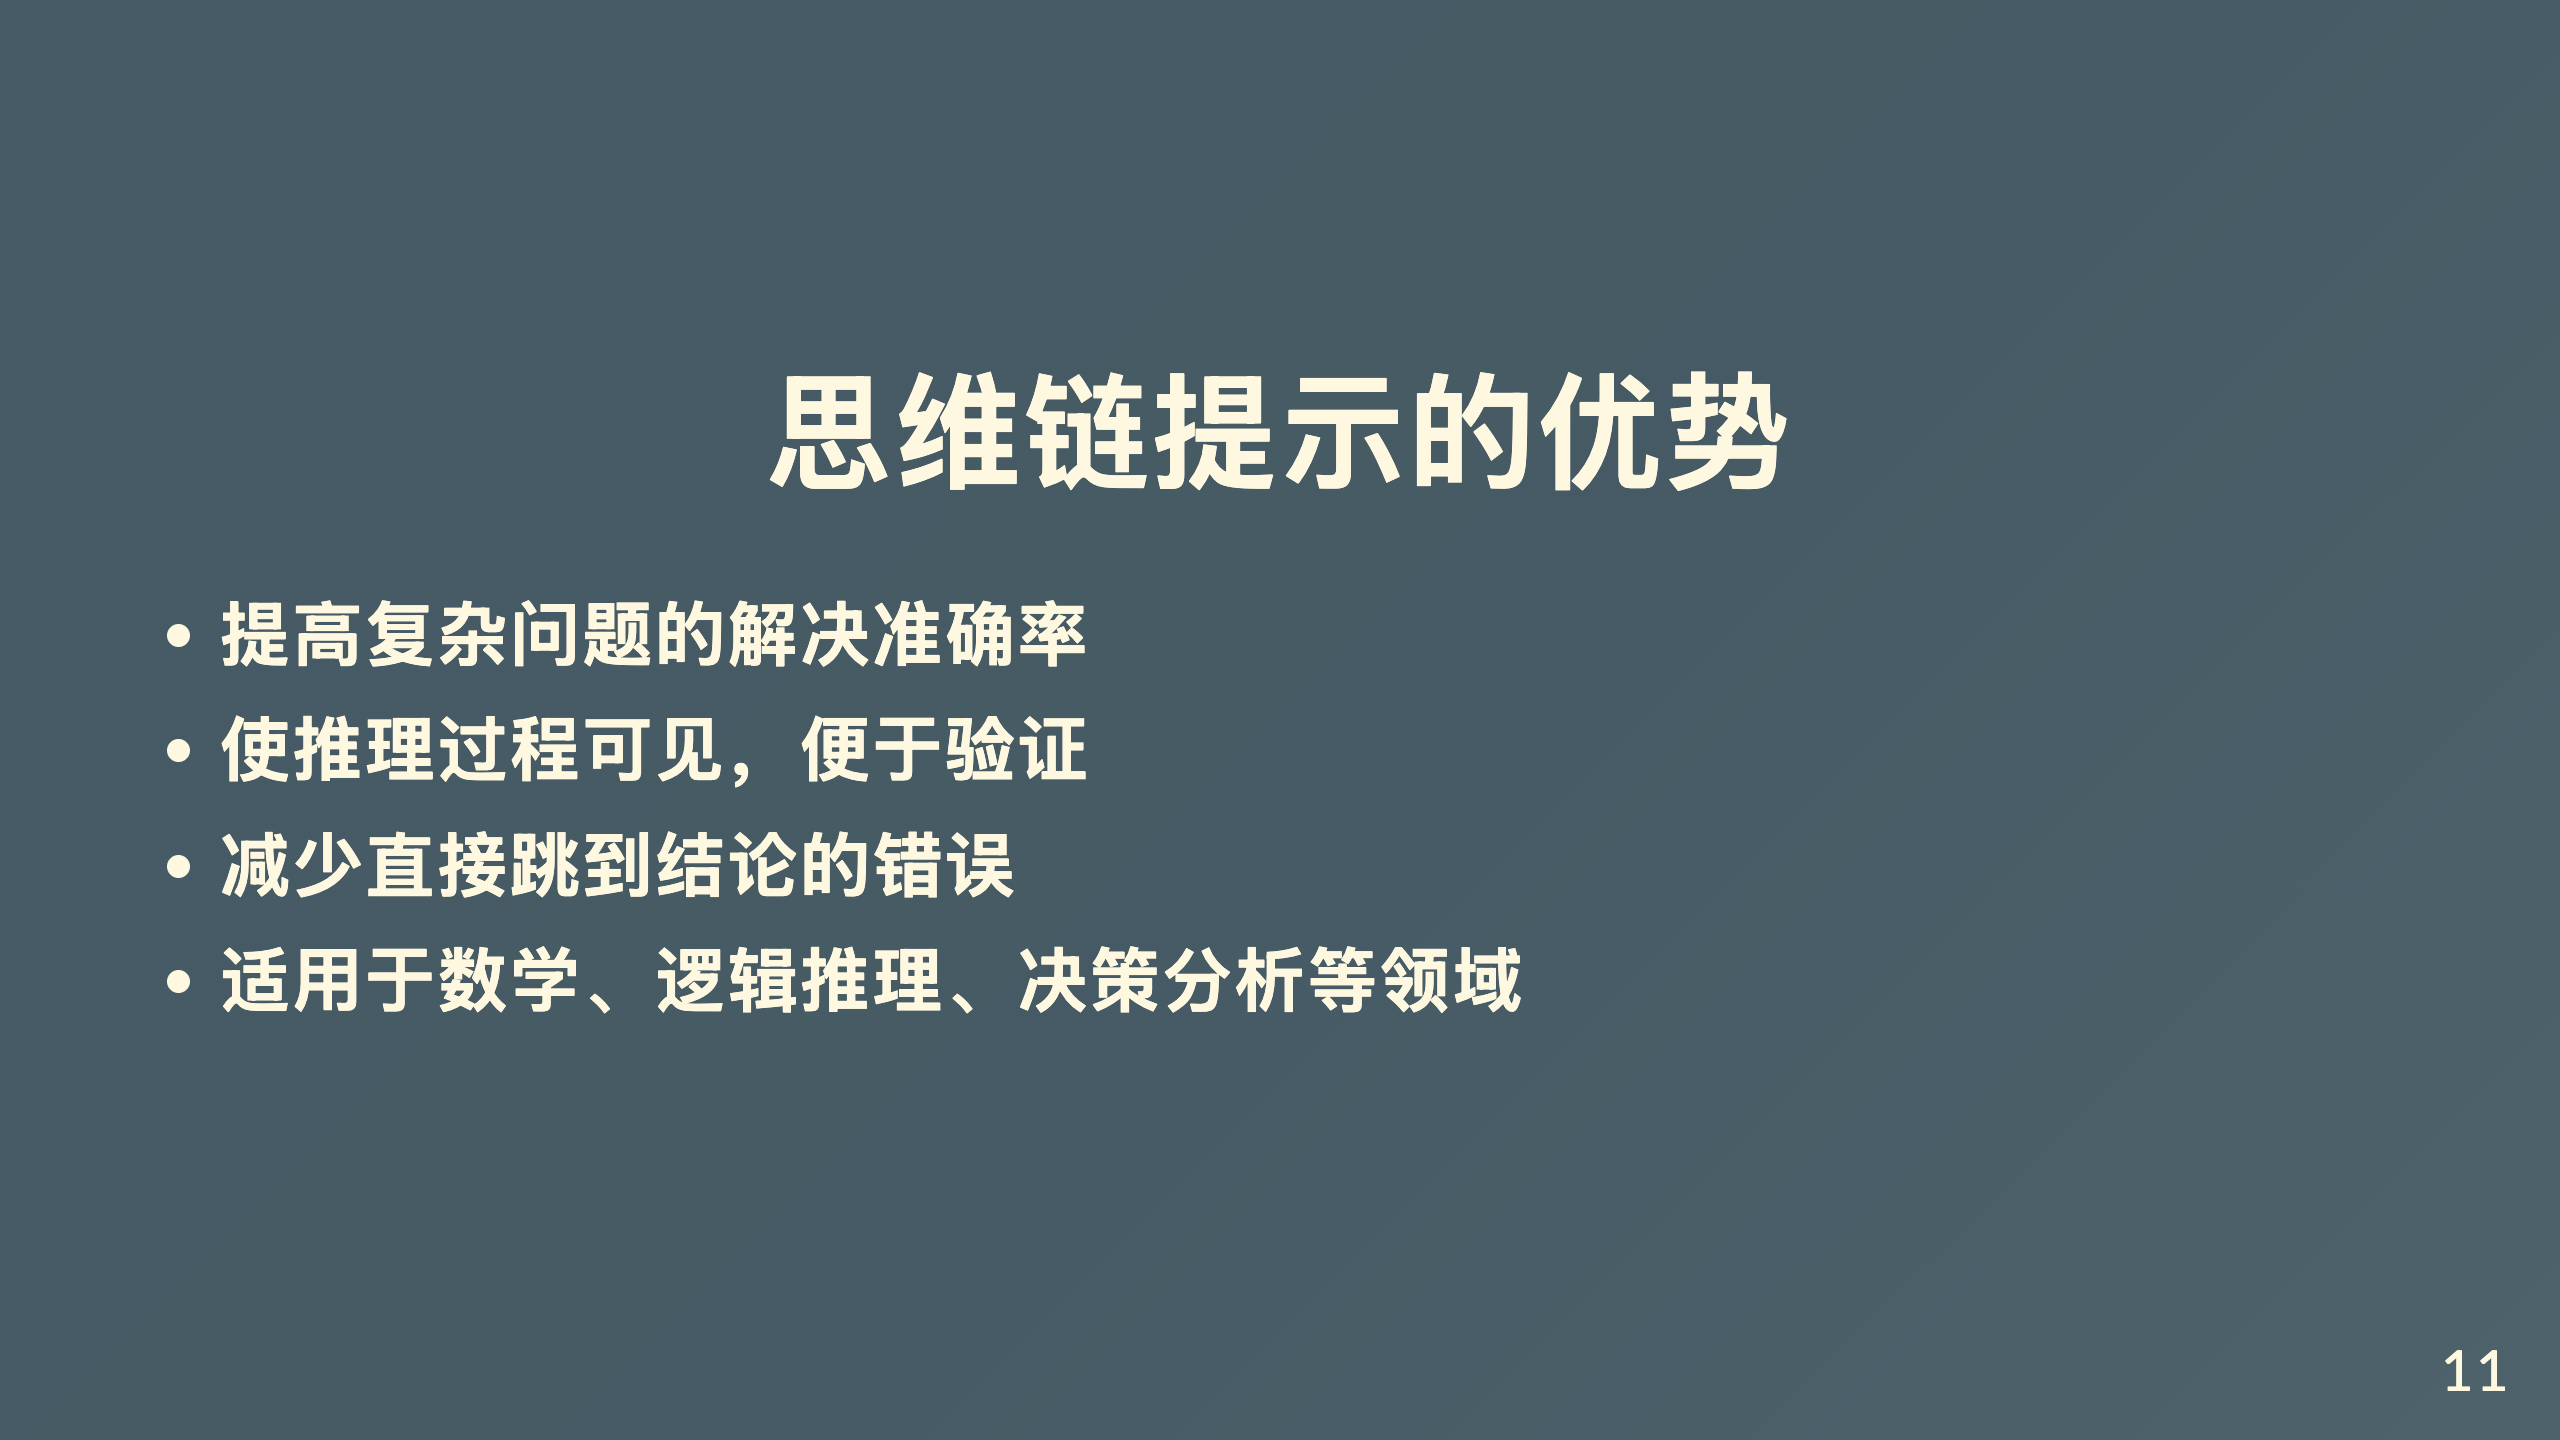 思维链提示的优势
• 提高复杂问题的解决准确率
• 使推理过程可见，便于验证
• 减少直接跳到结论的错误
• 适用于数学、逻辑推理、决策分析等领域
11